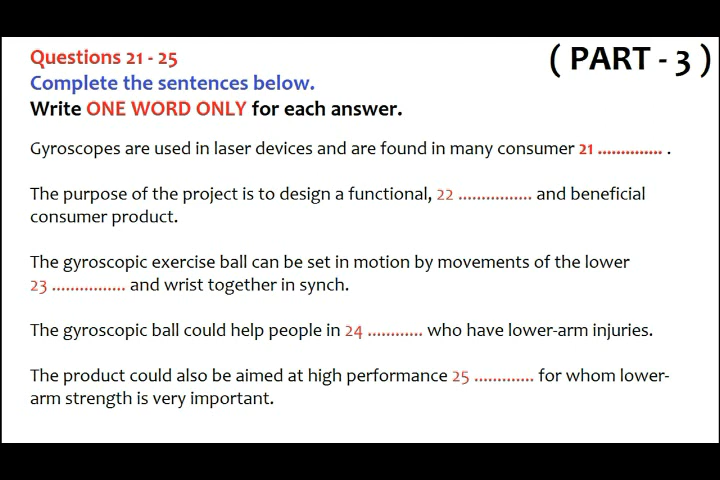 Questions 21 - 25
( PART - 3 )
Complete the sentences below.
Write ONE WORD ONLY for each answer.
Gyroscopes are used in laser devices and are found in many consumer 21 .............. .
The purpose of the project is to design a functional, 22 ................ and beneficial
consumer product.
The gyroscopic exercise ball can be set in motion by movements of the lower
23 ................ and wrist together in synch.
The gyroscopic ball could help people in 24 ............ who have lower-arm injuries.
The product could also be aimed at high performance 25 ............. for whom lower-
arm strength is very important.